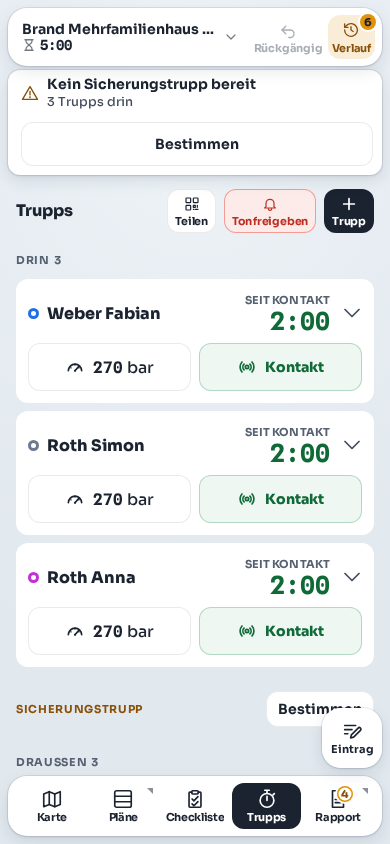 Brand Mehrfamilienhaus ...
5:00
Rückgängig
6
Verlauf
Kein Sicherungstrupp bereit
3 Trupps drin
Bestimmen
Trupps
Teilen
Tonfreigeben
Trupp
DRIN 3
Weber Fabian
SEIT KONTAKT
2:00
270 bar
Kontakt
Roth Simon
SEIT KONTAKT
2:00
270 bar
Kontakt
Roth Anna
SEIT KONTAKT
2:00
270 bar
Kontakt
SICHERUNGSTRUPP
Bestimmen
Eintrag
DRAUSSEN 3
Karte
Pläne
Checkliste
Trupps
4
Rapport